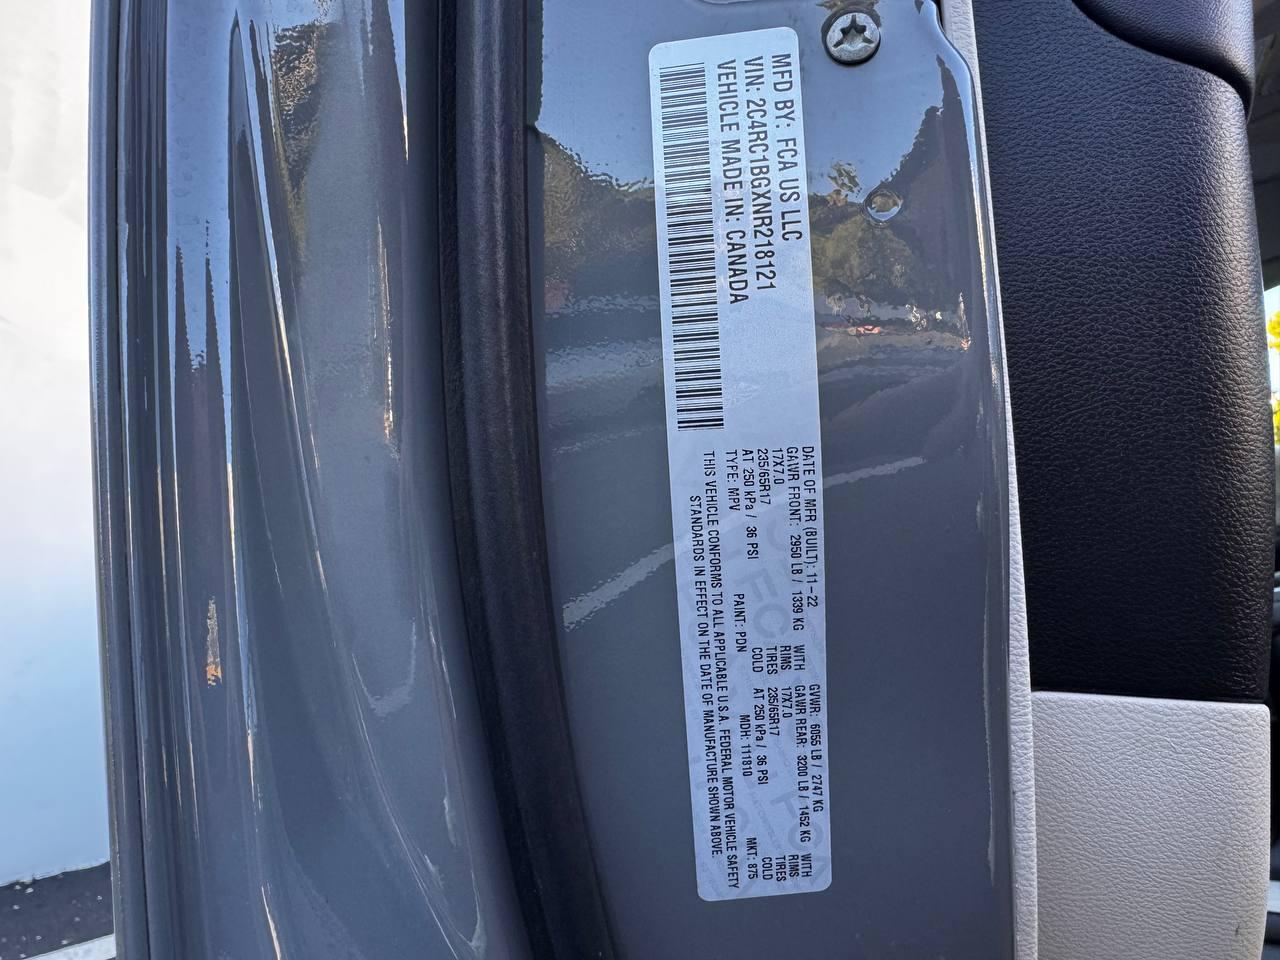 MFD BY: FCA US LLC
VIN: 2C4RC1BGXNR218121
VEHICLE MADE IN: CANADA
DATE OF MFR (BUILT): 11-22 GVWR: 6055 LB / 2747 KG
GAWR FRONT: 2950 LB / 1339 KG WITH GAWR REAR: 3200 LB / 1452 KG WITH
17X7.0 RIMS 17X7.0 RIMS
235/65R17 TIRES 235/65R17 TIRES
AT 250 kPa / 36 PSI COLD AT 250 kPa / 36 PSI COLD
TYPE: MPV PAINT: PDN MDH: 111810 MKT: 875
THIS VEHICLE CONFORMS TO ALL APPLICABLE U.S.A. FEDERAL MOTOR VEHICLE SAFETY
STANDARDS IN EFFECT ON THE DATE OF MANUFACTURE SHOWN ABOVE.